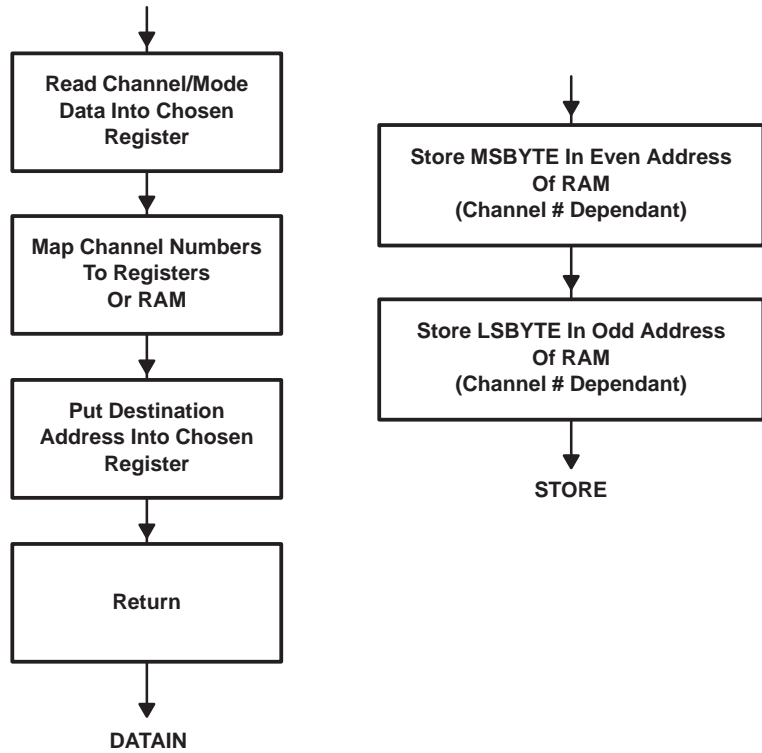 Read Channel/Mode
Data Into Chosen
Register
Map Channel Numbers
To Registers
Or RAM
Put Destination
Address Into Chosen
Register
Return
DATAIN
Store MSBYTE In Even Address
Of RAM
(Channel # Dependant)
Store LSBYTE In Odd Address
Of RAM
(Channel # Dependant)
STORE